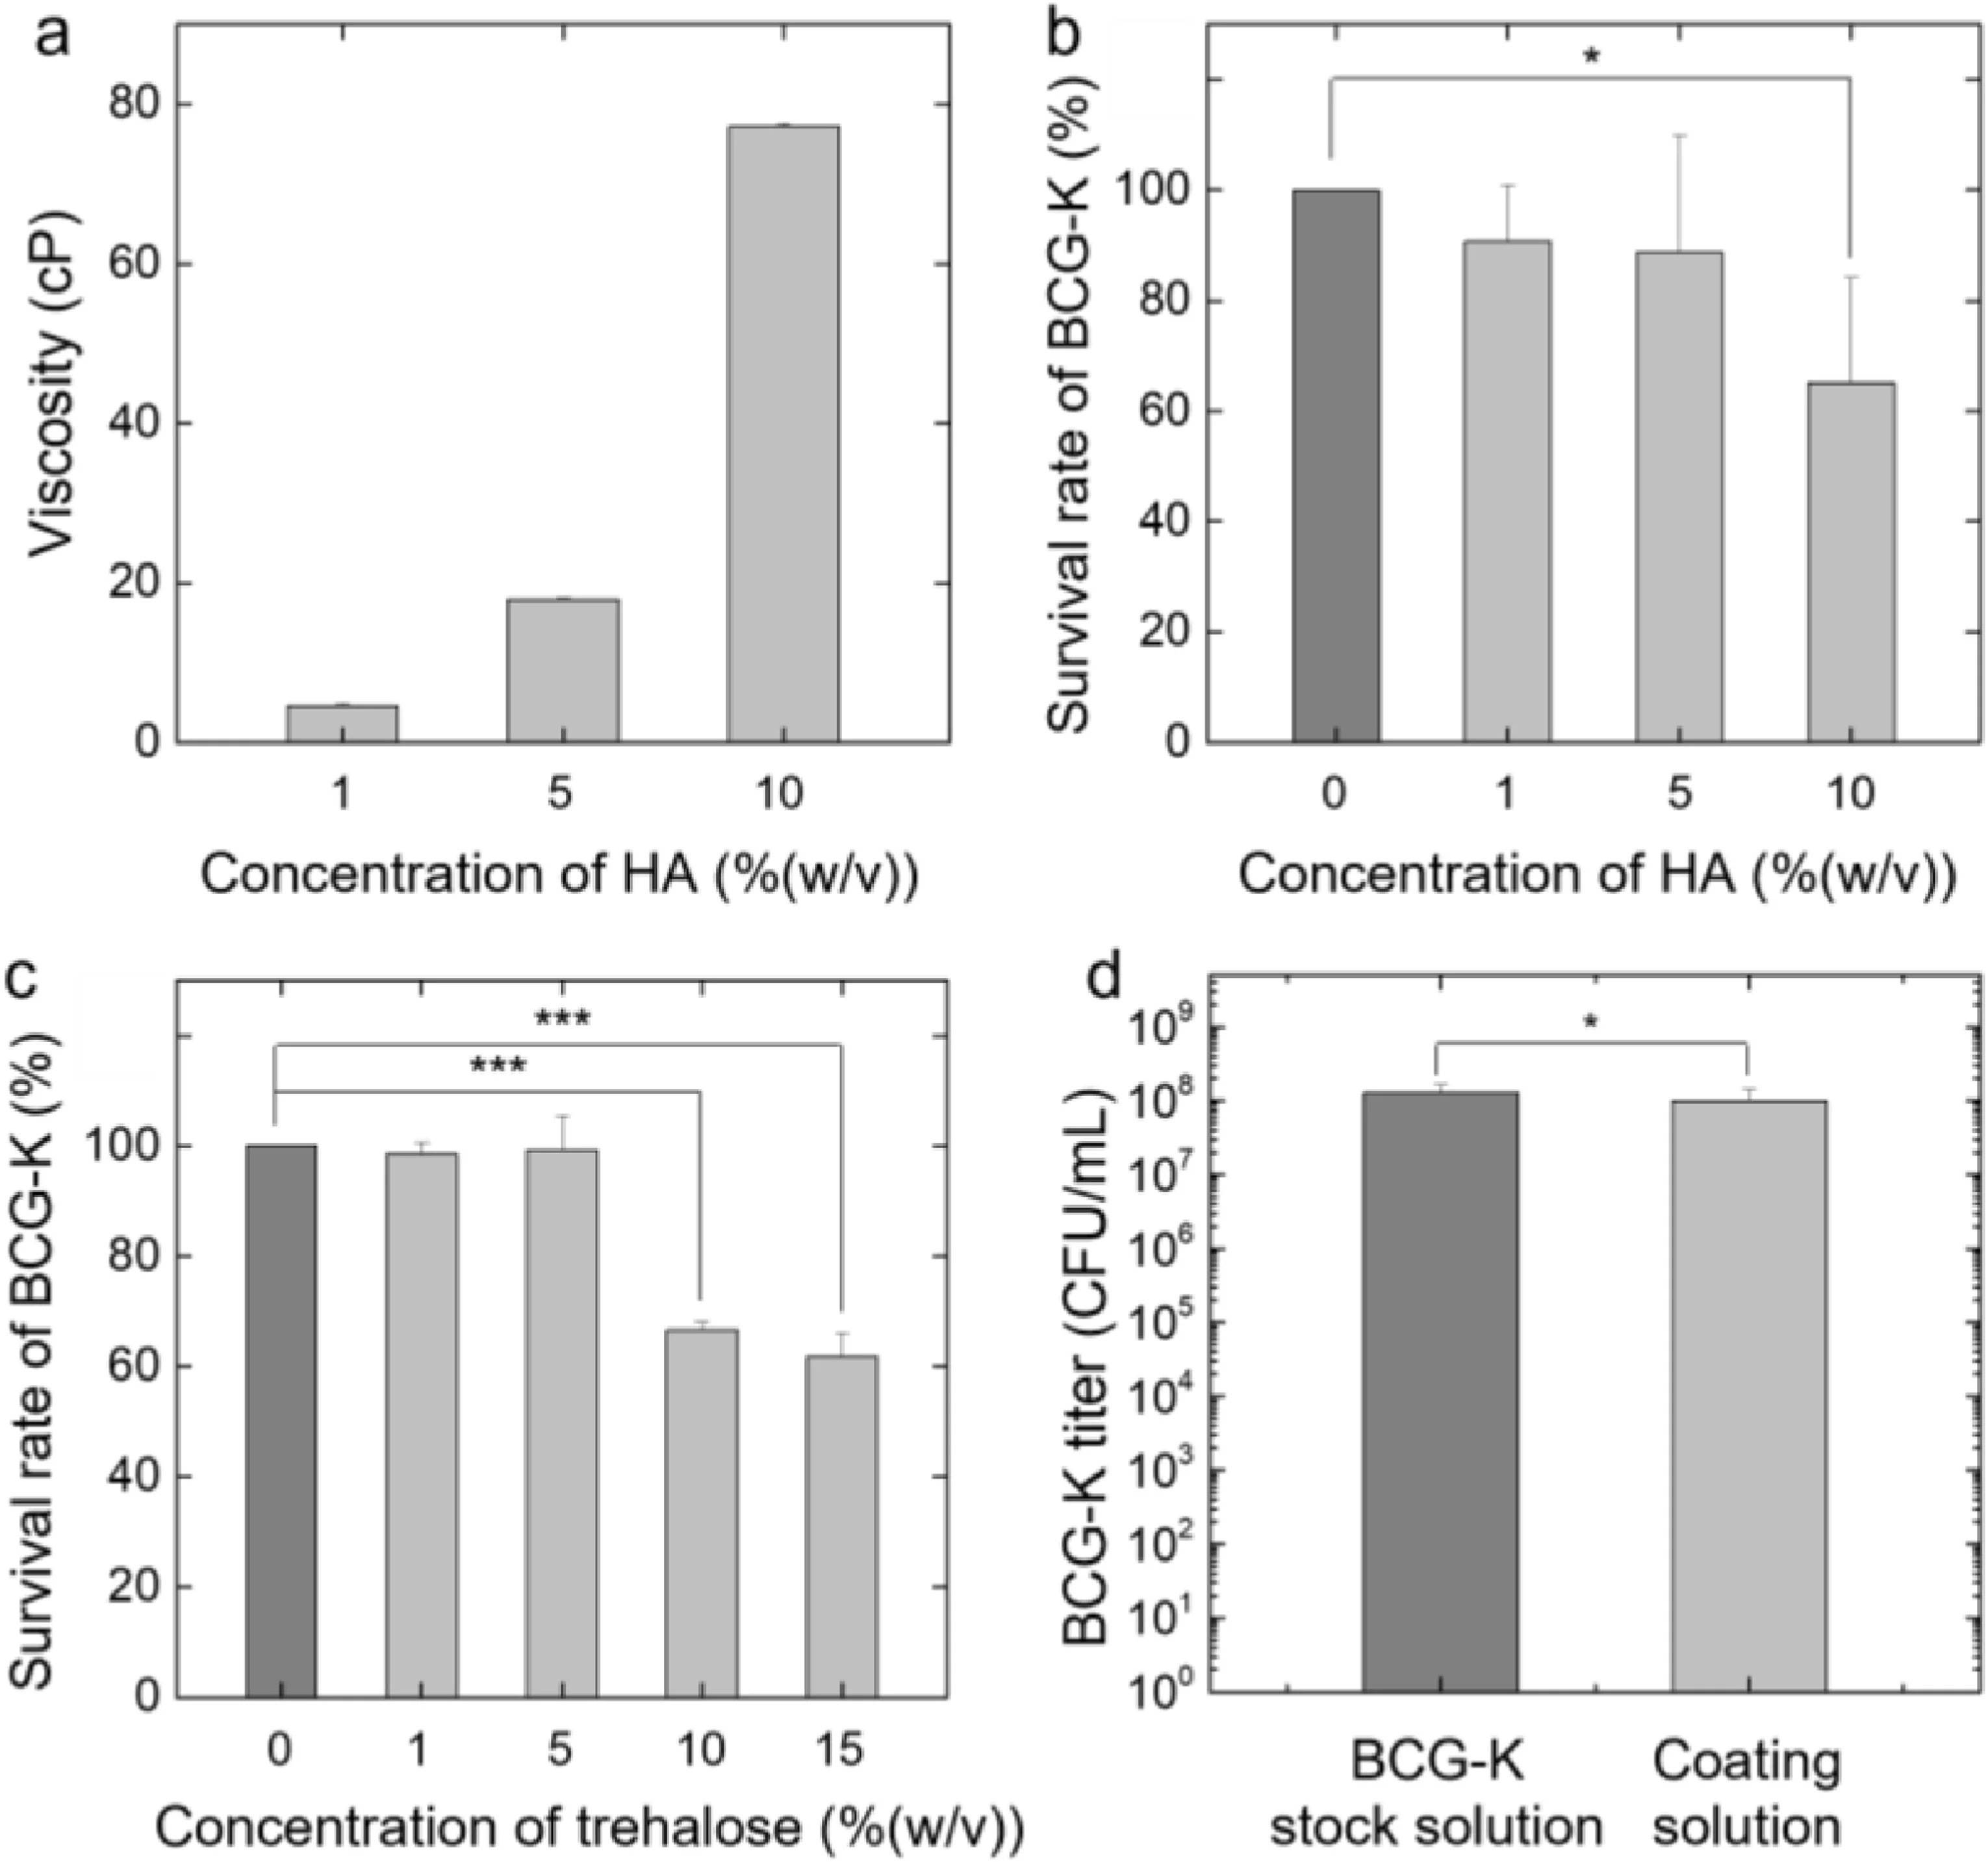 a
Viscosity (cP)
80
60
40
20
0
1 5 10
Concentration of HA (%(w/v))
b
Survival rate of BCG-K (%)
*
100
80
60
40
20
0
0 1 5 10
Concentration of HA (%(w/v))
c
Survival rate of BCG-K (%)
***
***
100
80
60
40
20
0
0 1 5 10 15
Concentration of trehalose (%(w/v))
d
BCG-K titer (CFU/mL)
*
10⁹
10⁸
10⁷
10⁶
10⁵
10⁴
10³
10²
10¹
10⁰
BCG-K
stock solution
Coating
solution